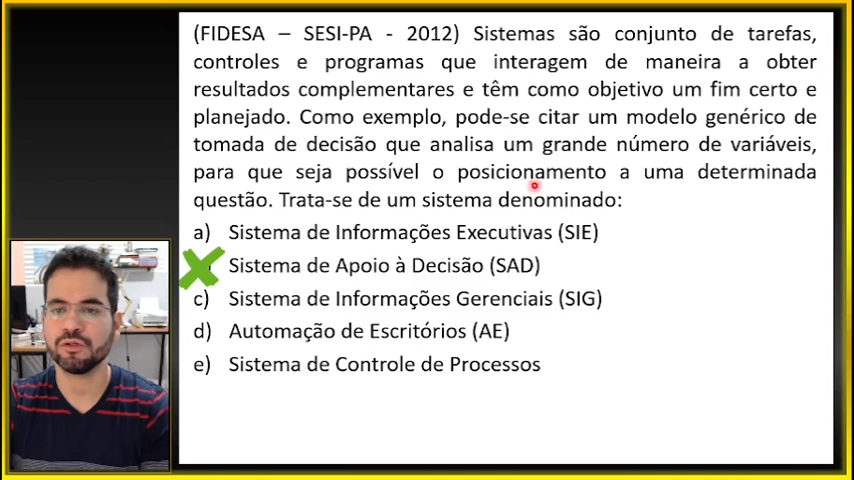 (FIDESA – SESI-PA - 2012) Sistemas são conjunto de tarefas,
controles e programas que interagem de maneira a obter
resultados complementares e têm como objetivo um fim certo e
planejado. Como exemplo, pode-se citar um modelo genérico de
tomada de decisão que analisa um grande número de variáveis,
para que seja possível o posicionamento a uma determinada
questão. Trata-se de um sistema denominado:
a) Sistema de Informações Executivas (SIE)
Sistema de Apoio à Decisão (SAD)
c) Sistema de Informações Gerenciais (SIG)
d) Automação de Escritórios (AE)
e) Sistema de Controle de Processos